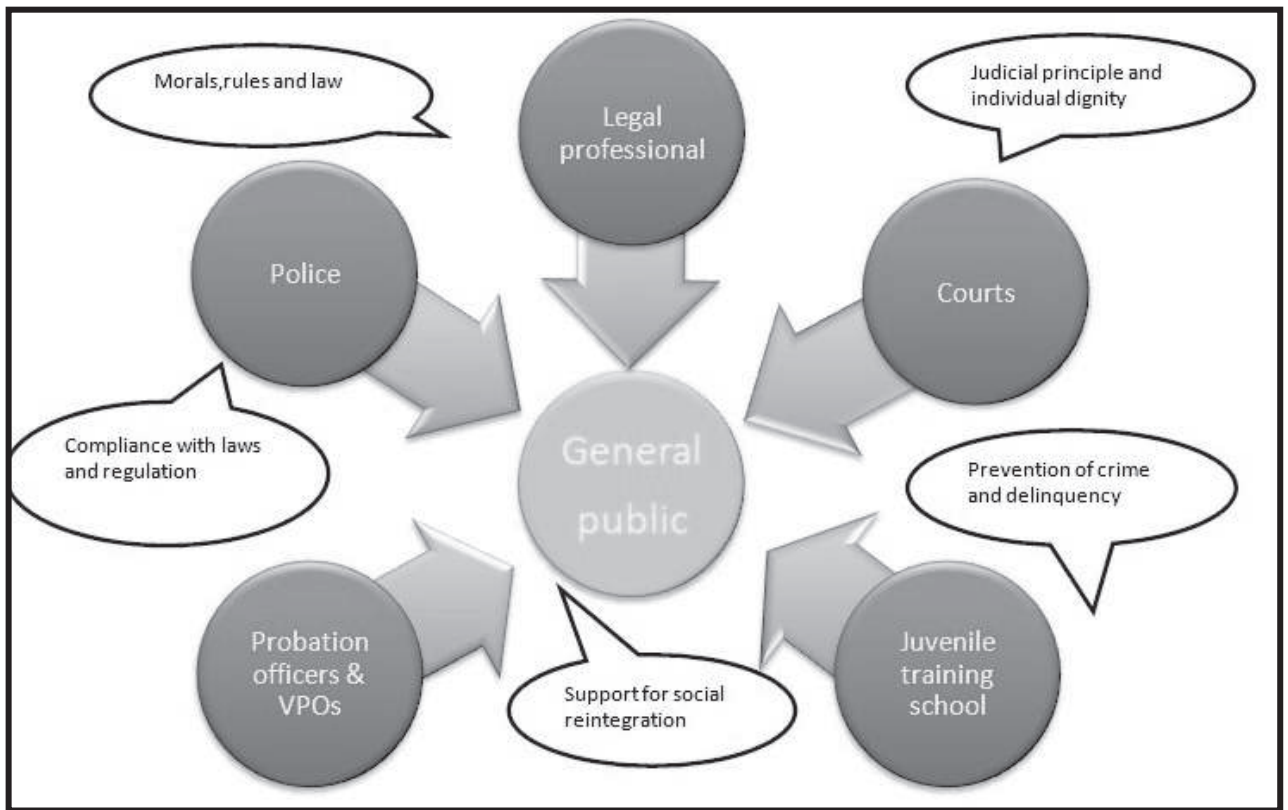 Morals,rules and law
Legal
professional
Judicial principle and
individual dignity
Police
Courts
Compliance with laws
and regulation
General
public
Prevention of crime
and delinquency
Probation
officers &
VPOs
Support for social
reintegration
Juvenile
training
school